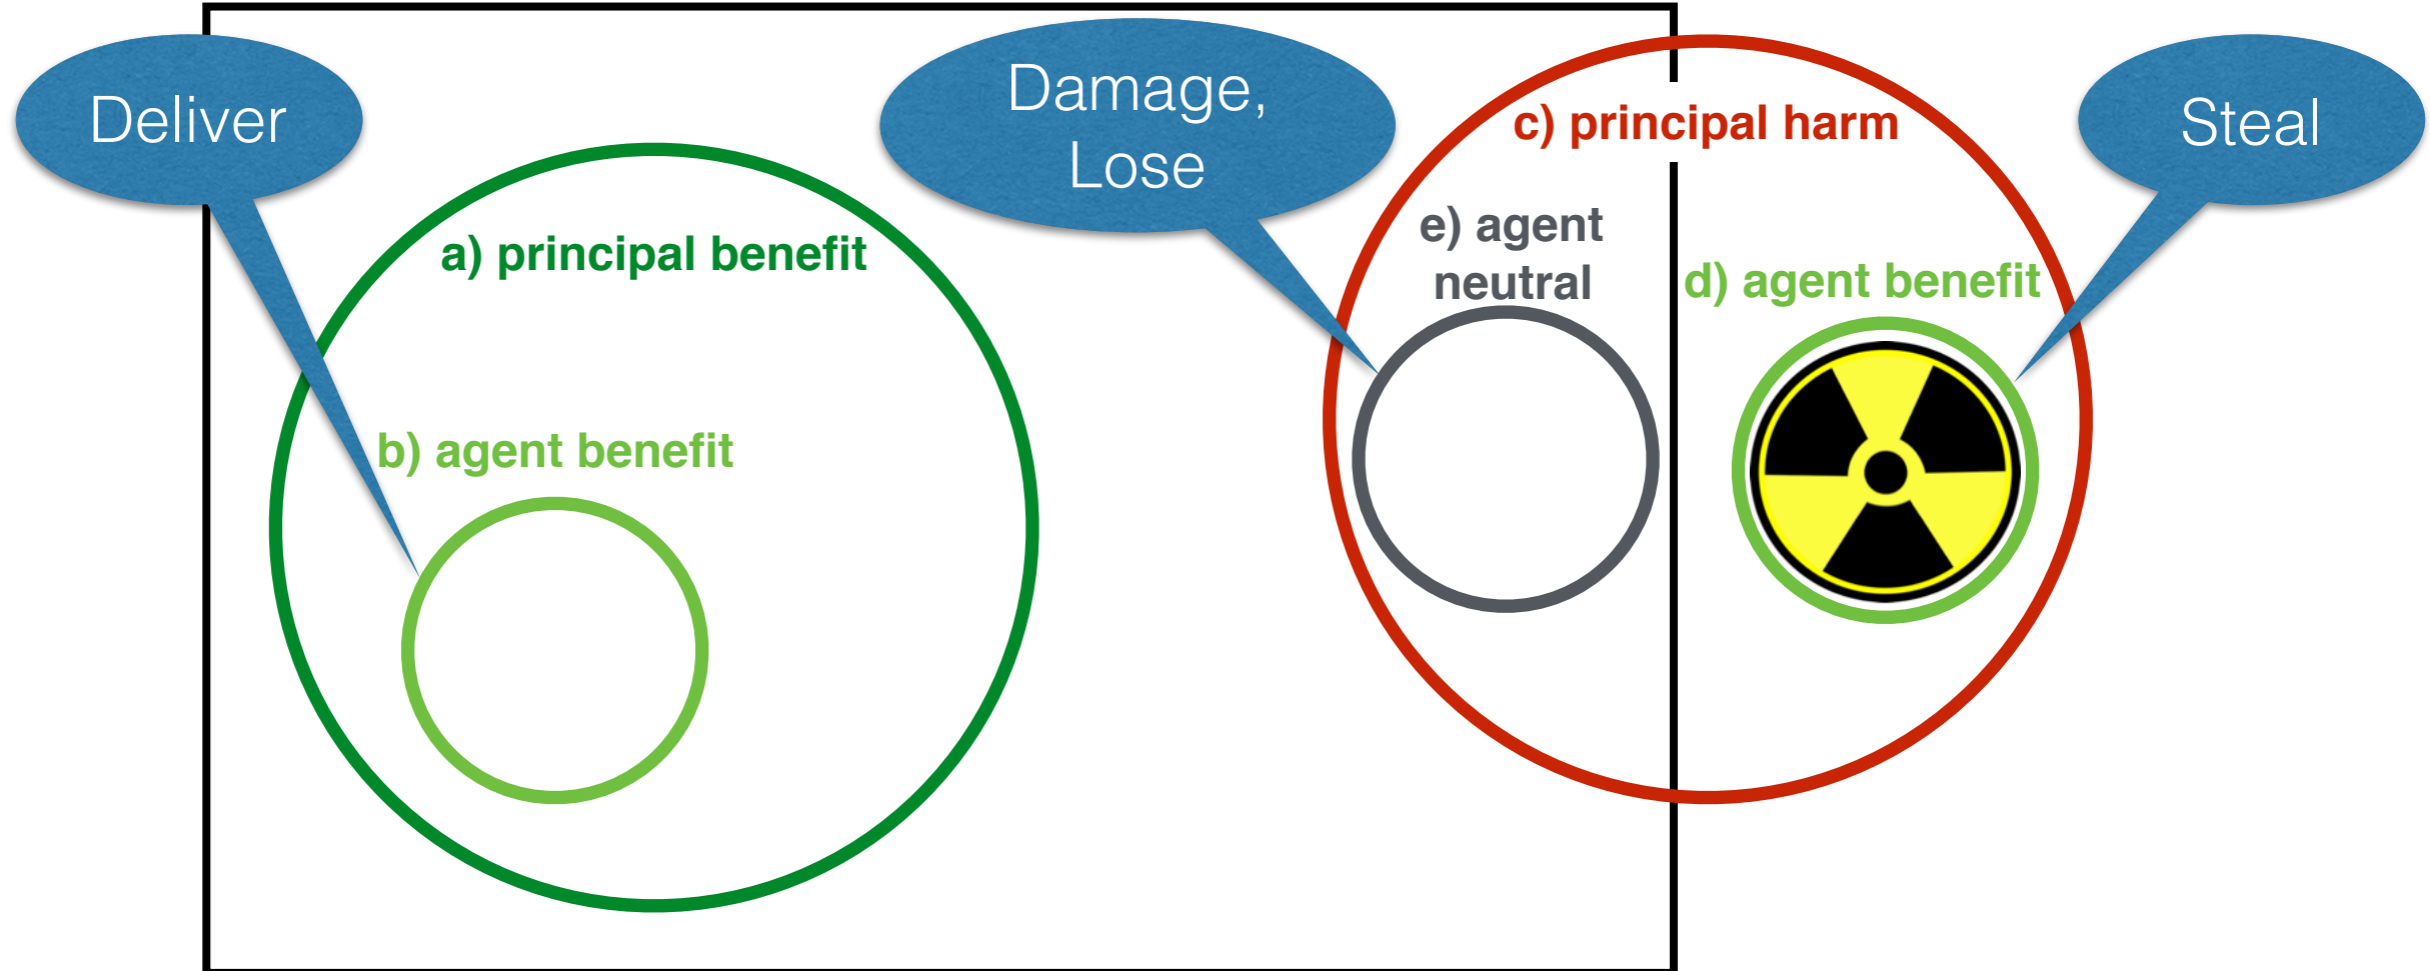 Deliver
Damage,
Lose
Steal
c) principal harm
e) agent
neutral
a) principal benefit
d) agent benefit
b) agent benefit